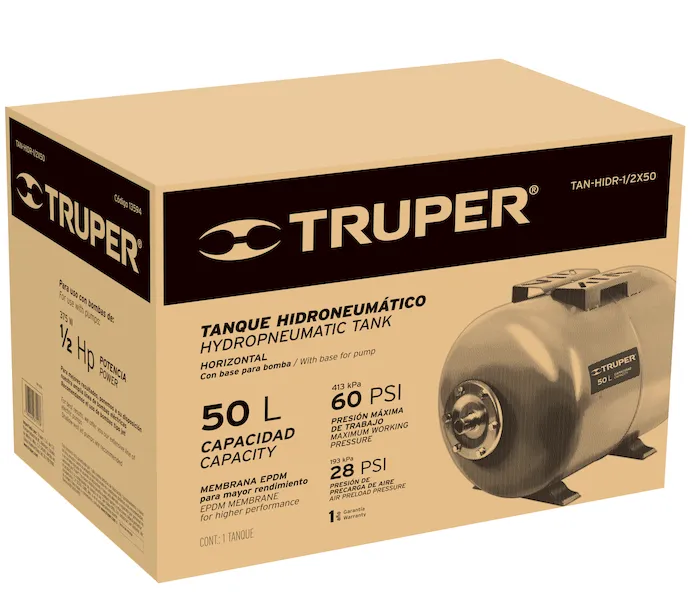 TAN-HIDR-1/2X50
Código 12594
TRUPER®
Para uso con bombas de:
For use with pumps:
375 W
1/2 Hp
POTENCIA
POWER
TAN-HIDR-1/2X50
TRUPER®
TANQUE HIDRONEUMÁTICO
HYDROPNEUMATIC TANK
HORIZONTAL
Con base para bomba / With base for pump
50 L
CAPACIDAD
CAPACITY
MEMBRANA EPDM
para mayor rendimiento
EPDM MEMBRANE
for higher performance
CONT.: 1 TANQUE
413 kPa
60 PSI
PRESIÓN MÁXIMA
DE TRABAJO
MAXIMUM WORKING
PRESSURE
193 kPa
28 PSI
PRESIÓN DE
PRECARGA DE AIRE
AIR PRELOAD PRESSURE
1
Garantía
Warranty
TRUPER
50 L